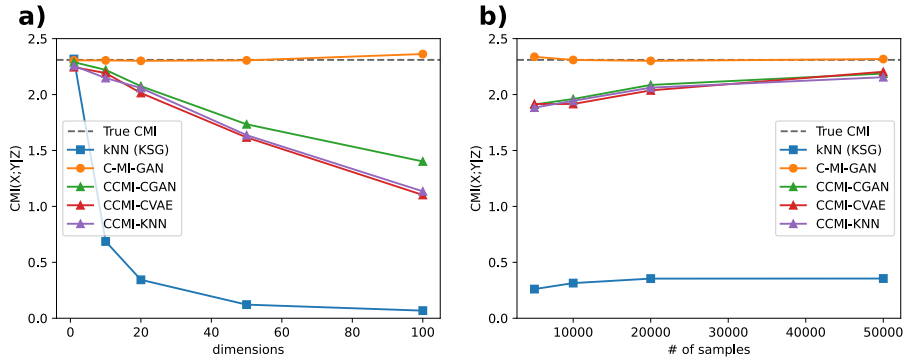 a)
2.5
2.0
1.5
1.0
0.5
0.0
CMI(X;Y|Z)
True CMI
kNN (KSG)
C-MI-GAN
CCMI-CGAN
CCMI-CVAE
CCMI-KNN
0 20 40 60 80 100
dimensions
b)
2.5
2.0
1.5
1.0
0.5
0.0
CMI(X;Y|Z)
True CMI
kNN (KSG)
C-MI-GAN
CCMI-CGAN
CCMI-CVAE
CCMI-KNN
10000 20000 30000 40000 50000
# of samples